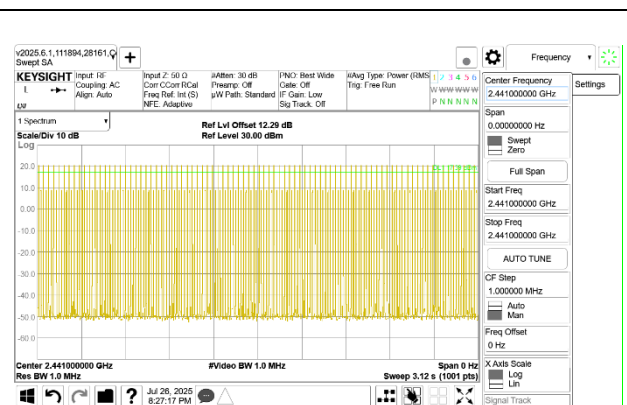 v2025.6.1,111894,28161,C
Swept SA
Frequency
KEYSIGHT
L
Input: RF
Coupling: AC
Align: Auto
Input Z: 50 Ω
Corr CCorr RCal
Freq Ref: Int (S)
NFE: Adaptive
#Atten: 30 dB
Preamp: Off
µW Path: Standard
PNO: Best Wide
Gate: Off
IF Gain: Low
Sig Track: Off
#Avg Type: Power (RMS
Trig: Free Run
1 2 3 4 5 6
W W W W W W
P N N N N N
1 Spectrum
Scale/Div 10 dB
Log
Ref Lvl Offset 12.29 dB
Ref Level 30.00 dBm
20.0
10.0
0.00
-10.0
-20.0
-30.0
-40.0
-50.0
-60.0
Center 2.441000000 GHz
Res BW 1.0 MHz
#Video BW 1.0 MHz
Span 0 Hz
Sweep 3.12 s (1001 pts)
Center Frequency
2.441000000 GHz
Settings
Span
0.00000000 Hz
Swept
Zero
Full Span
Start Freq
2.441000000 GHz
Stop Freq
2.441000000 GHz
AUTO TUNE
CF Step
1.000000 MHz
Auto
Man
Freq Offset
0 Hz
X Axis Scale
Log
Lin
Signal Track
?
Jul 26, 2025
8:27:17 PM